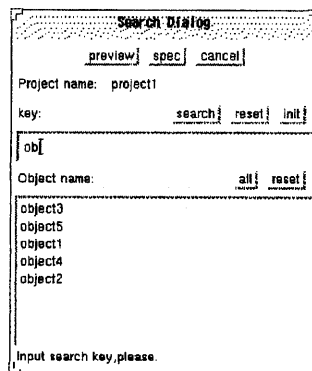 Search Dialog
preview spec cancel
Project name: project1
key: search reset init
ob
Object name: all reset
object3
object5
object1
object4
object2
Input search key,please.